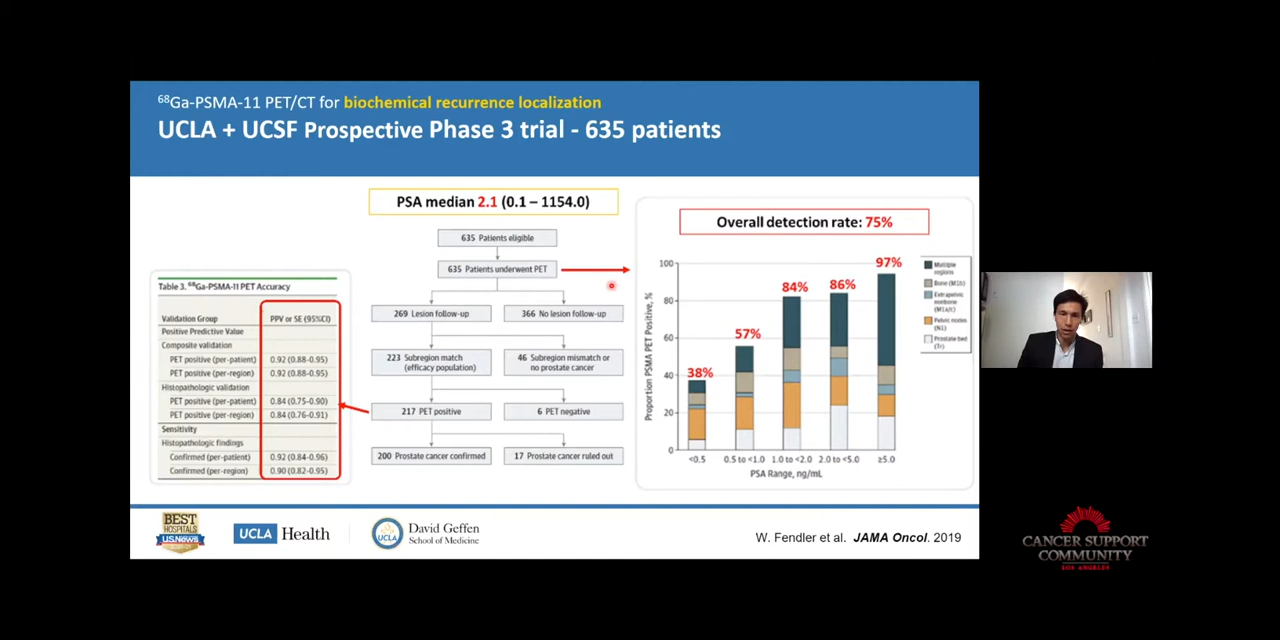 68Ga-PSMA-11 PET/CT for biochemical recurrence localization
UCLA + UCSF Prospective Phase 3 trial - 635 patients
PSA median 2.1 (0.1 – 1154.0)
635 Patients eligible
635 Patients underwent PET
269 Lesion follow-up
366 No lesion follow-up
223 Subregion match
(efficacy population)
46 Subregion mismatch or
no prostate cancer
217 PET positive
6 PET negative
200 Prostate cancer confirmed
17 Prostate cancer ruled out
Table 3. 68Ga-PSMA-11 PET Accuracy
Validation Group
PPV or SE (95%CI)
Positive Predictive Value
Composite validation
PET positive (per-patient)
0.92 (0.88-0.95)
PET positive (per-region)
0.92 (0.88-0.95)
Histopathologic validation
PET positive (per-patient)
0.84 (0.75-0.90)
PET positive (per-region)
0.84 (0.76-0.91)
Sensitivity
Histopathologic findings
Confirmed (per-patient)
0.92 (0.84-0.96)
Confirmed (per-region)
0.90 (0.82-0.95)
Overall detection rate: 75%
Proportion PSMA PET Positive, %
100
80
60
40
20
0
38%
57%
84%
86%
97%
<0.5
0.5 to <1.0
1.0 to <2.0
2.0 to <5.0
≥5.0
PSA Range, ng/mL
Multiple
regions
Bone (M1b)
Extrapelvic
nonbone
(M1a/c)
Pelvic nodes
(N1)
Prostate bed
(Tr)
BEST
HOSPITALS
U.S.News
UCLA Health
UCLA
David Geffen
School of Medicine
W. Fendler et al. JAMA Oncol. 2019
CANCER SUPPORT
COMMUNITY
LOS ANGELES